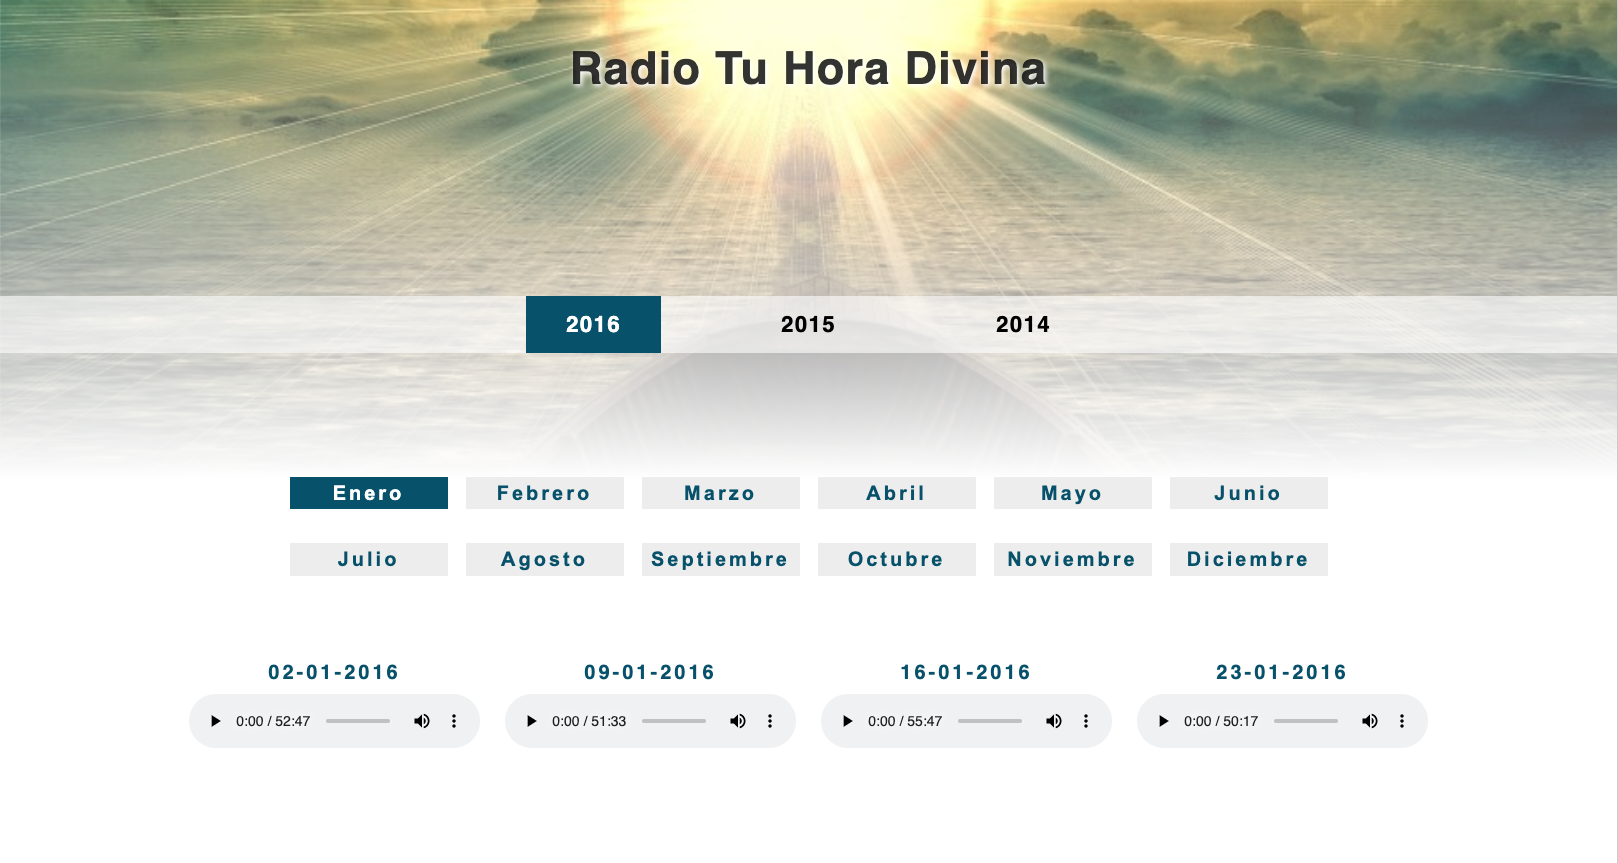 Radio Tu Hora Divina
2016 2015 2014
Enero Febrero Marzo Abril Mayo Junio
Julio Agosto Septiembre Octubre Noviembre Diciembre
02-01-2016 09-01-2016 16-01-2016 23-01-2016
0:00 / 52:47 0:00 / 51:33 0:00 / 55:47 0:00 / 50:17